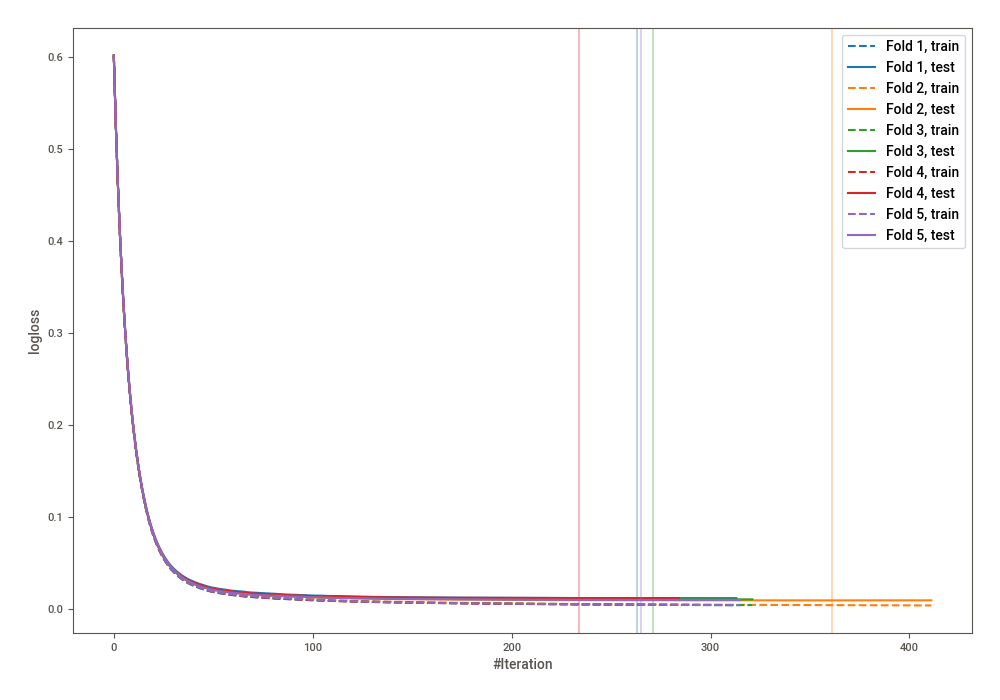 0.6
0.5
0.4
0.3
0.2
0.1
0.0
logloss
0
100
200
300
400
#Iteration
Fold 1, train
Fold 1, test
Fold 2, train
Fold 2, test
Fold 3, train
Fold 3, test
Fold 4, train
Fold 4, test
Fold 5, train
Fold 5, test